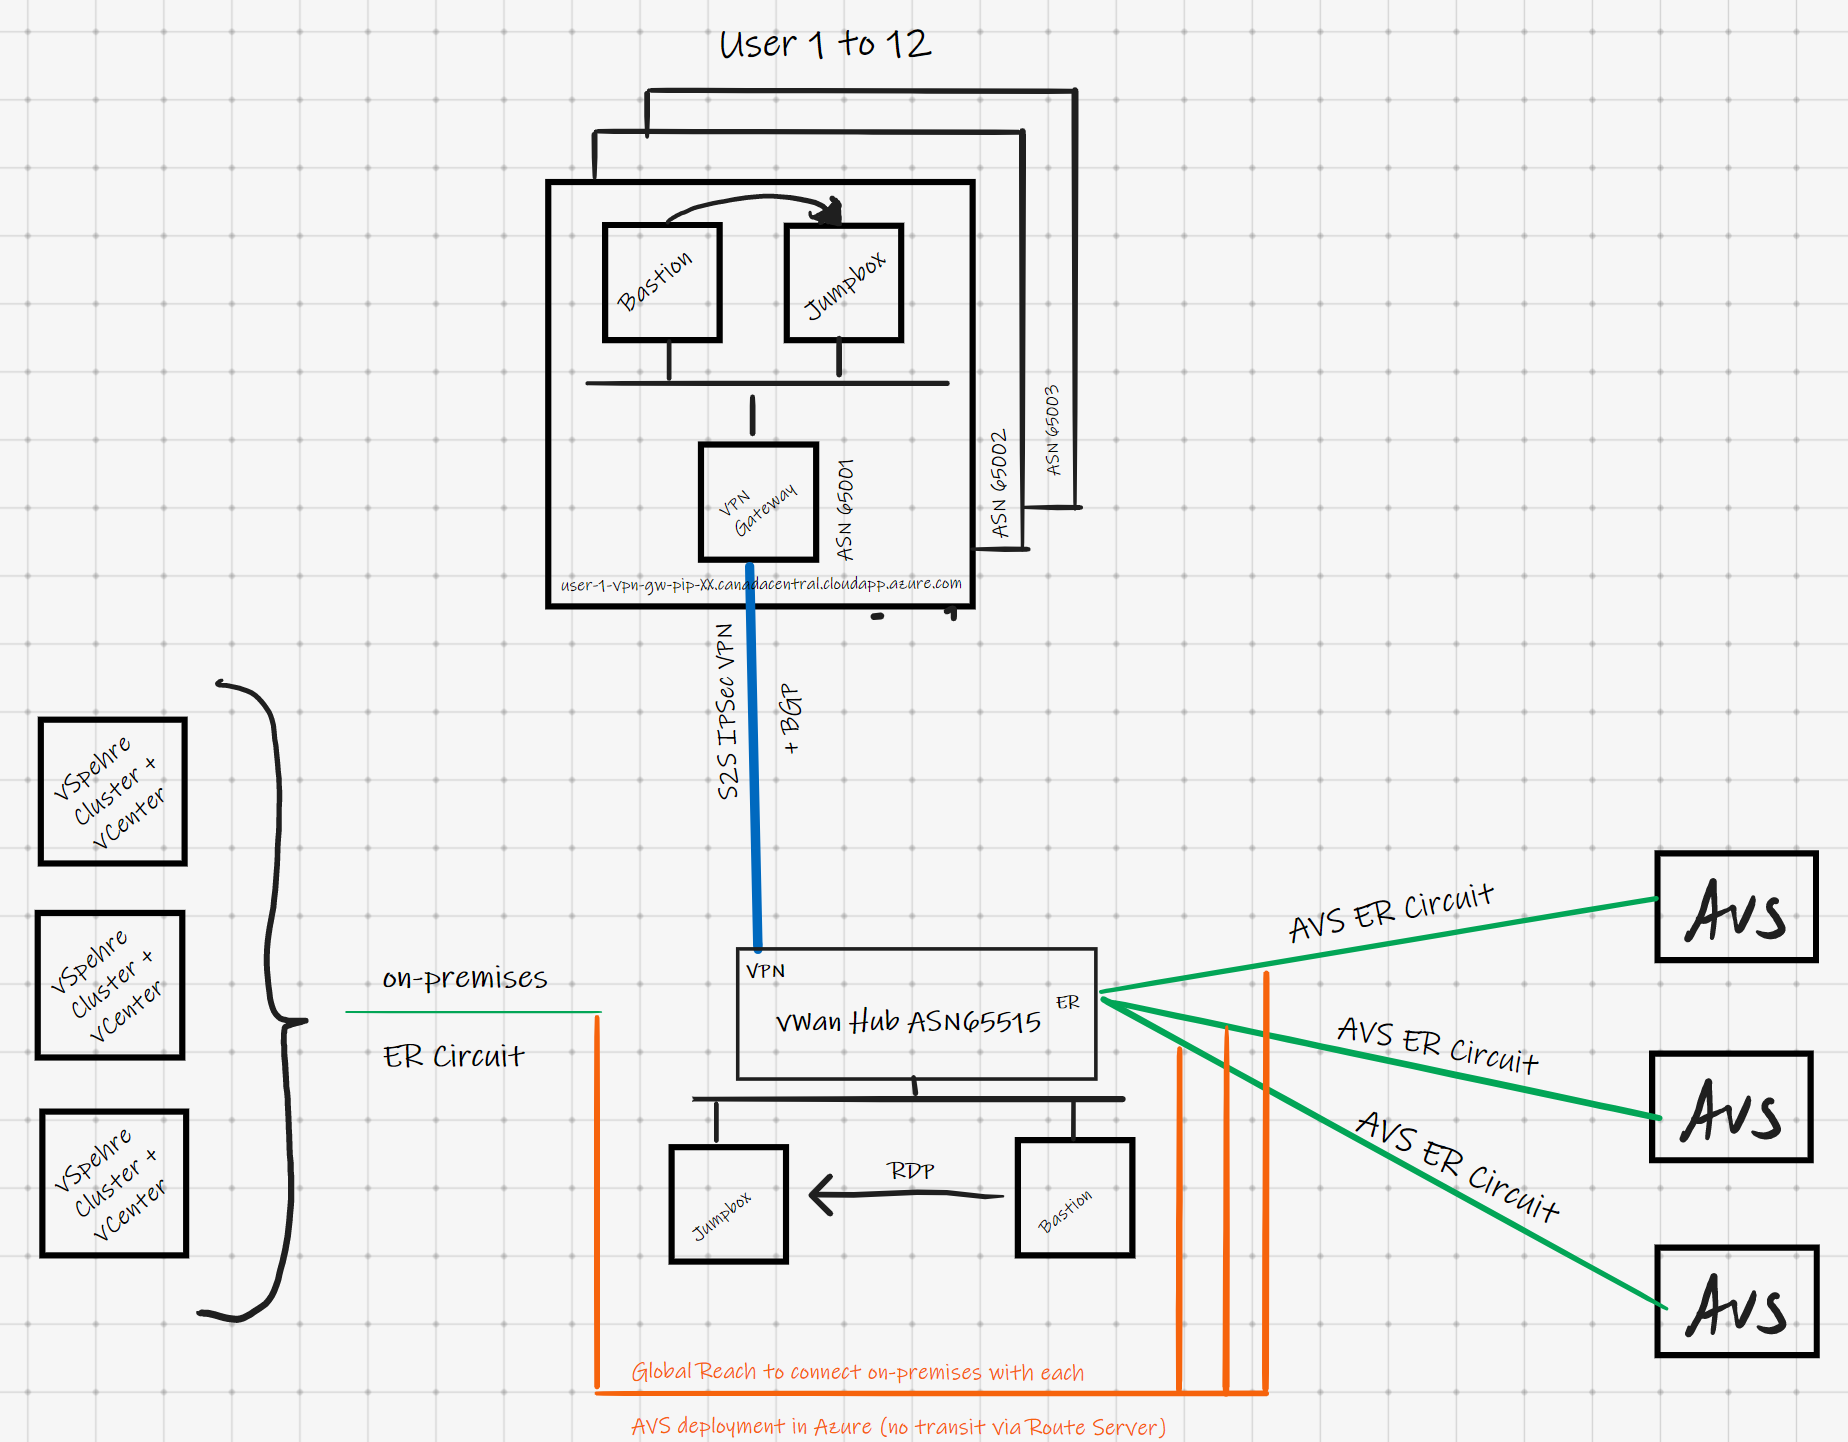 User 1 to 12
Bastion
Jumpbox
VPN
Gateway
ASN 65001
ASN 65002
ASN 65003
user-1-vpn-gw-pip-XX.canadacentral.cloudapp.azure.com
S2S IPSec VPN
+ BGP
vSpehre
Cluster +
vCenter
vSpehre
Cluster +
vCenter
vSpehre
Cluster +
vCenter
on-premises
ER Circuit
VPN
ER
vWan Hub ASN65515
Jumpbox
RDP
Bastion
AVS ER Circuit
AVS ER Circuit
AVS ER Circuit
AVS
AVS
AVS
Global Reach to connect on-premises with each
AVS deployment in Azure (no transit via Route Server)